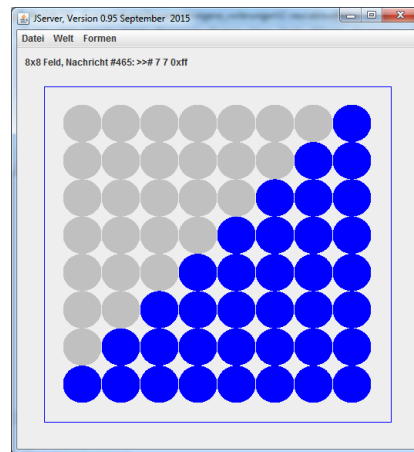 JServer, Version 0.95 September 2015
Datei Welt Formen
8x8 Feld, Nachricht #465: >># 7 7 0xff